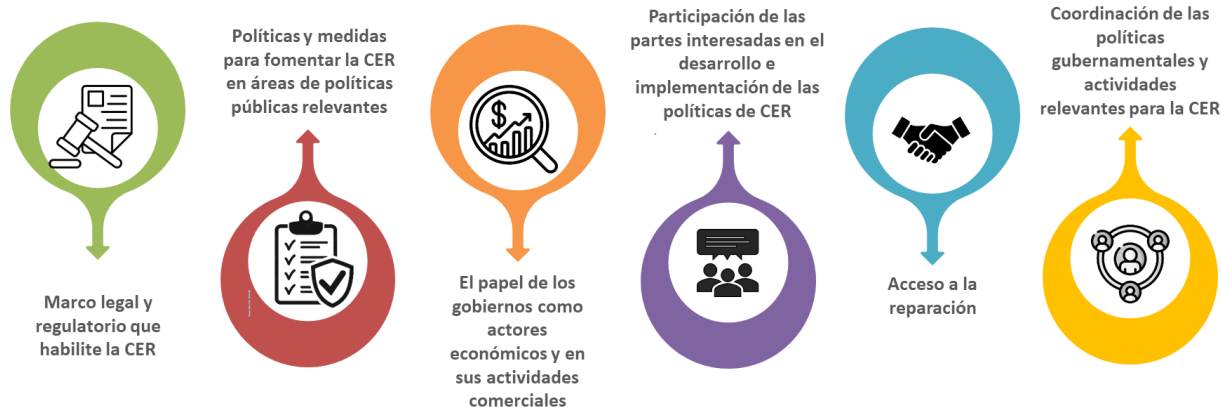 Marco legal y
regulatorio que
habilite la CER
Políticas y medidas
para fomentar la CER
en áreas de políticas
públicas relevantes
$
El papel de los
gobiernos como
actores
económicos y en
sus actividades
comerciales
Participación de las
partes interesadas en el
desarrollo e
implementación de las
políticas de CER
Acceso a la
reparación
Coordinación de las
políticas
gubernamentales y
actividades
relevantes para la CER